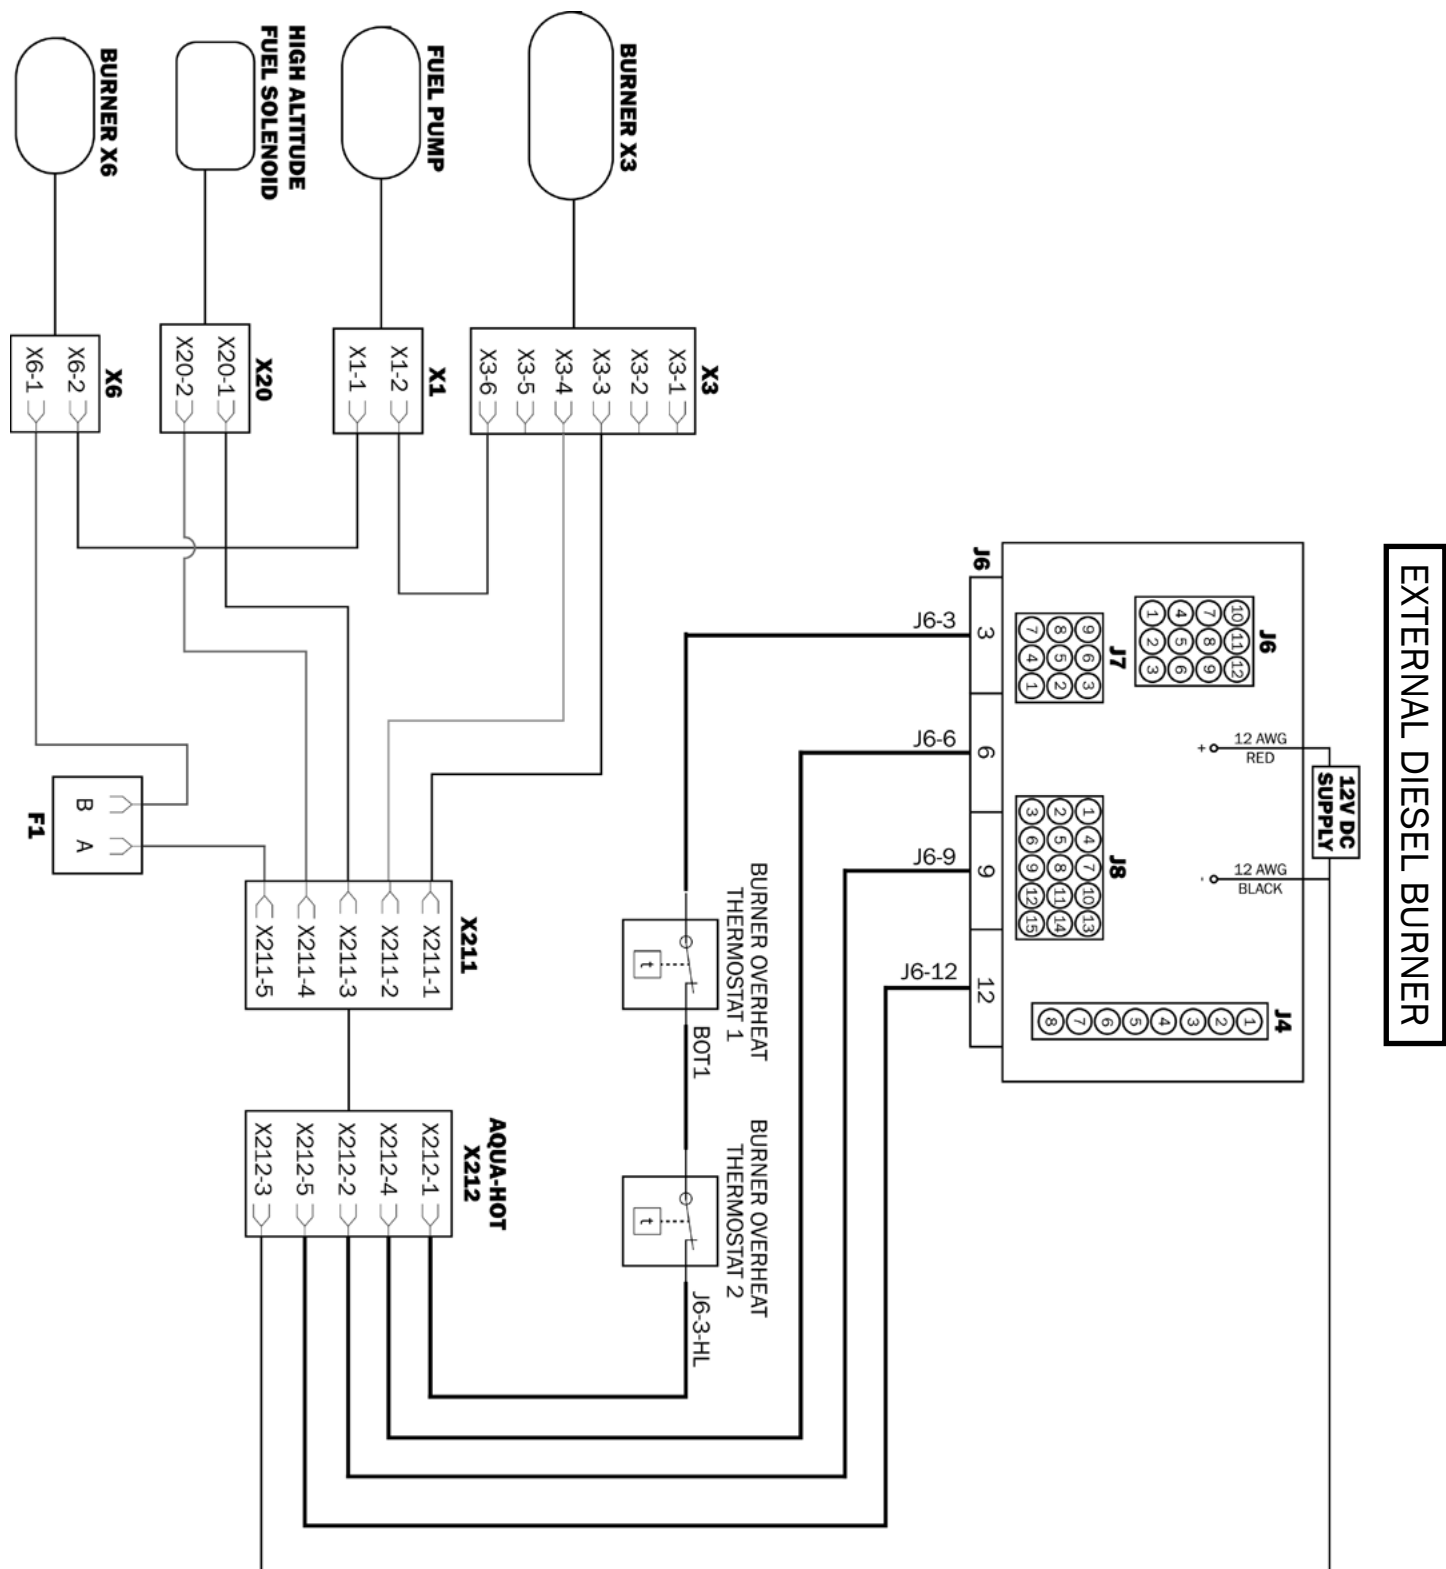 EXTERNAL DIESEL BURNER
12V DC
SUPPLY
12 AWG
RED
+
12 AWG
BLACK
-
J6
10 11 12
7 8 9
4 5 6
1 2 3
J7
9 6 3
8 5 2
7 4 1
J8
1 4 7 10 13
2 5 8 11 14
3 6 9 12 15
J4
1 2 3 4 5 6 7 8
J6
3
6
9
12
J6-3
J6-6
J6-9
J6-12
BURNER OVERHEAT
THERMOSTAT 1
t
BOT1
BURNER OVERHEAT
THERMOSTAT 2
t
J6-3-HL
BURNER X3
X3
X3-1
X3-2
X3-3
X3-4
X3-5
X3-6
FUEL PUMP
X1
X1-2
X1-1
HIGH ALTITUDE
FUEL SOLENOID
X20
X20-1
X20-2
BURNER X6
X6
X6-2
X6-1
X211
X211-1
X211-2
X211-3
X211-4
X211-5
AQUA-HOT
X212
X212-1
X212-4
X212-2
X212-5
X212-3
B
A
F1